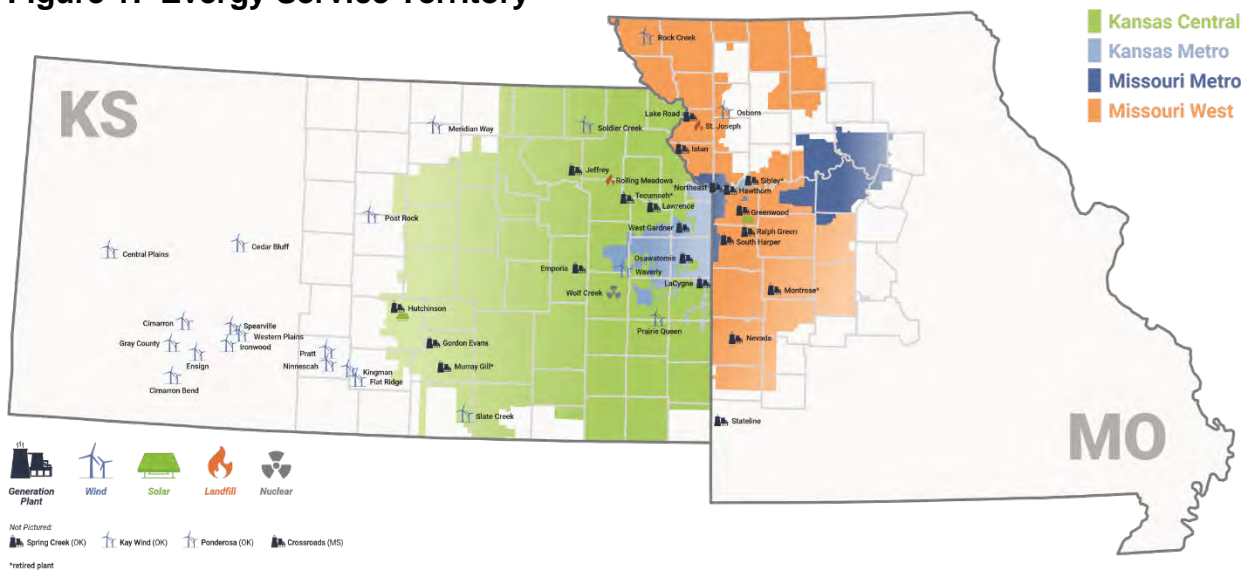 Figure 1: Evergy Service Territory
Kansas Central
Kansas Metro
Missouri Metro
Missouri West
KS
MO
Rock Creek
Lake Road
St. Joseph
Osborn
Iatan
Meridian Way
Soldier Creek
Jeffrey
Rolling Meadows
Tecumseh*
Lawrence
Northeast
Sibley*
Hawthorn
Greenwood
Ralph Green
South Harper
Post Rock
West Gardner
Central Plains
Cedar Bluff
Osawatomie
Emporia
Waverly
Wolf Creek
LaCygne
Montrose*
Hutchinson
Prairie Queen
Nevada
Cimarron
Spearville
Western Plains
Gray County
Ironwood
Ensign
Pratt
Ninnescah
Gordon Evans
Kingman
Murray Gill*
Flat Ridge
Cimarron Bend
Slate Creek
Stateline
Generation
Plant
Wind
Solar
Landfill
Nuclear
Not Pictured:
Spring Creek (OK)
Kay Wind (OK)
Ponderosa (OK)
Crossroads (MS)
*retired plant